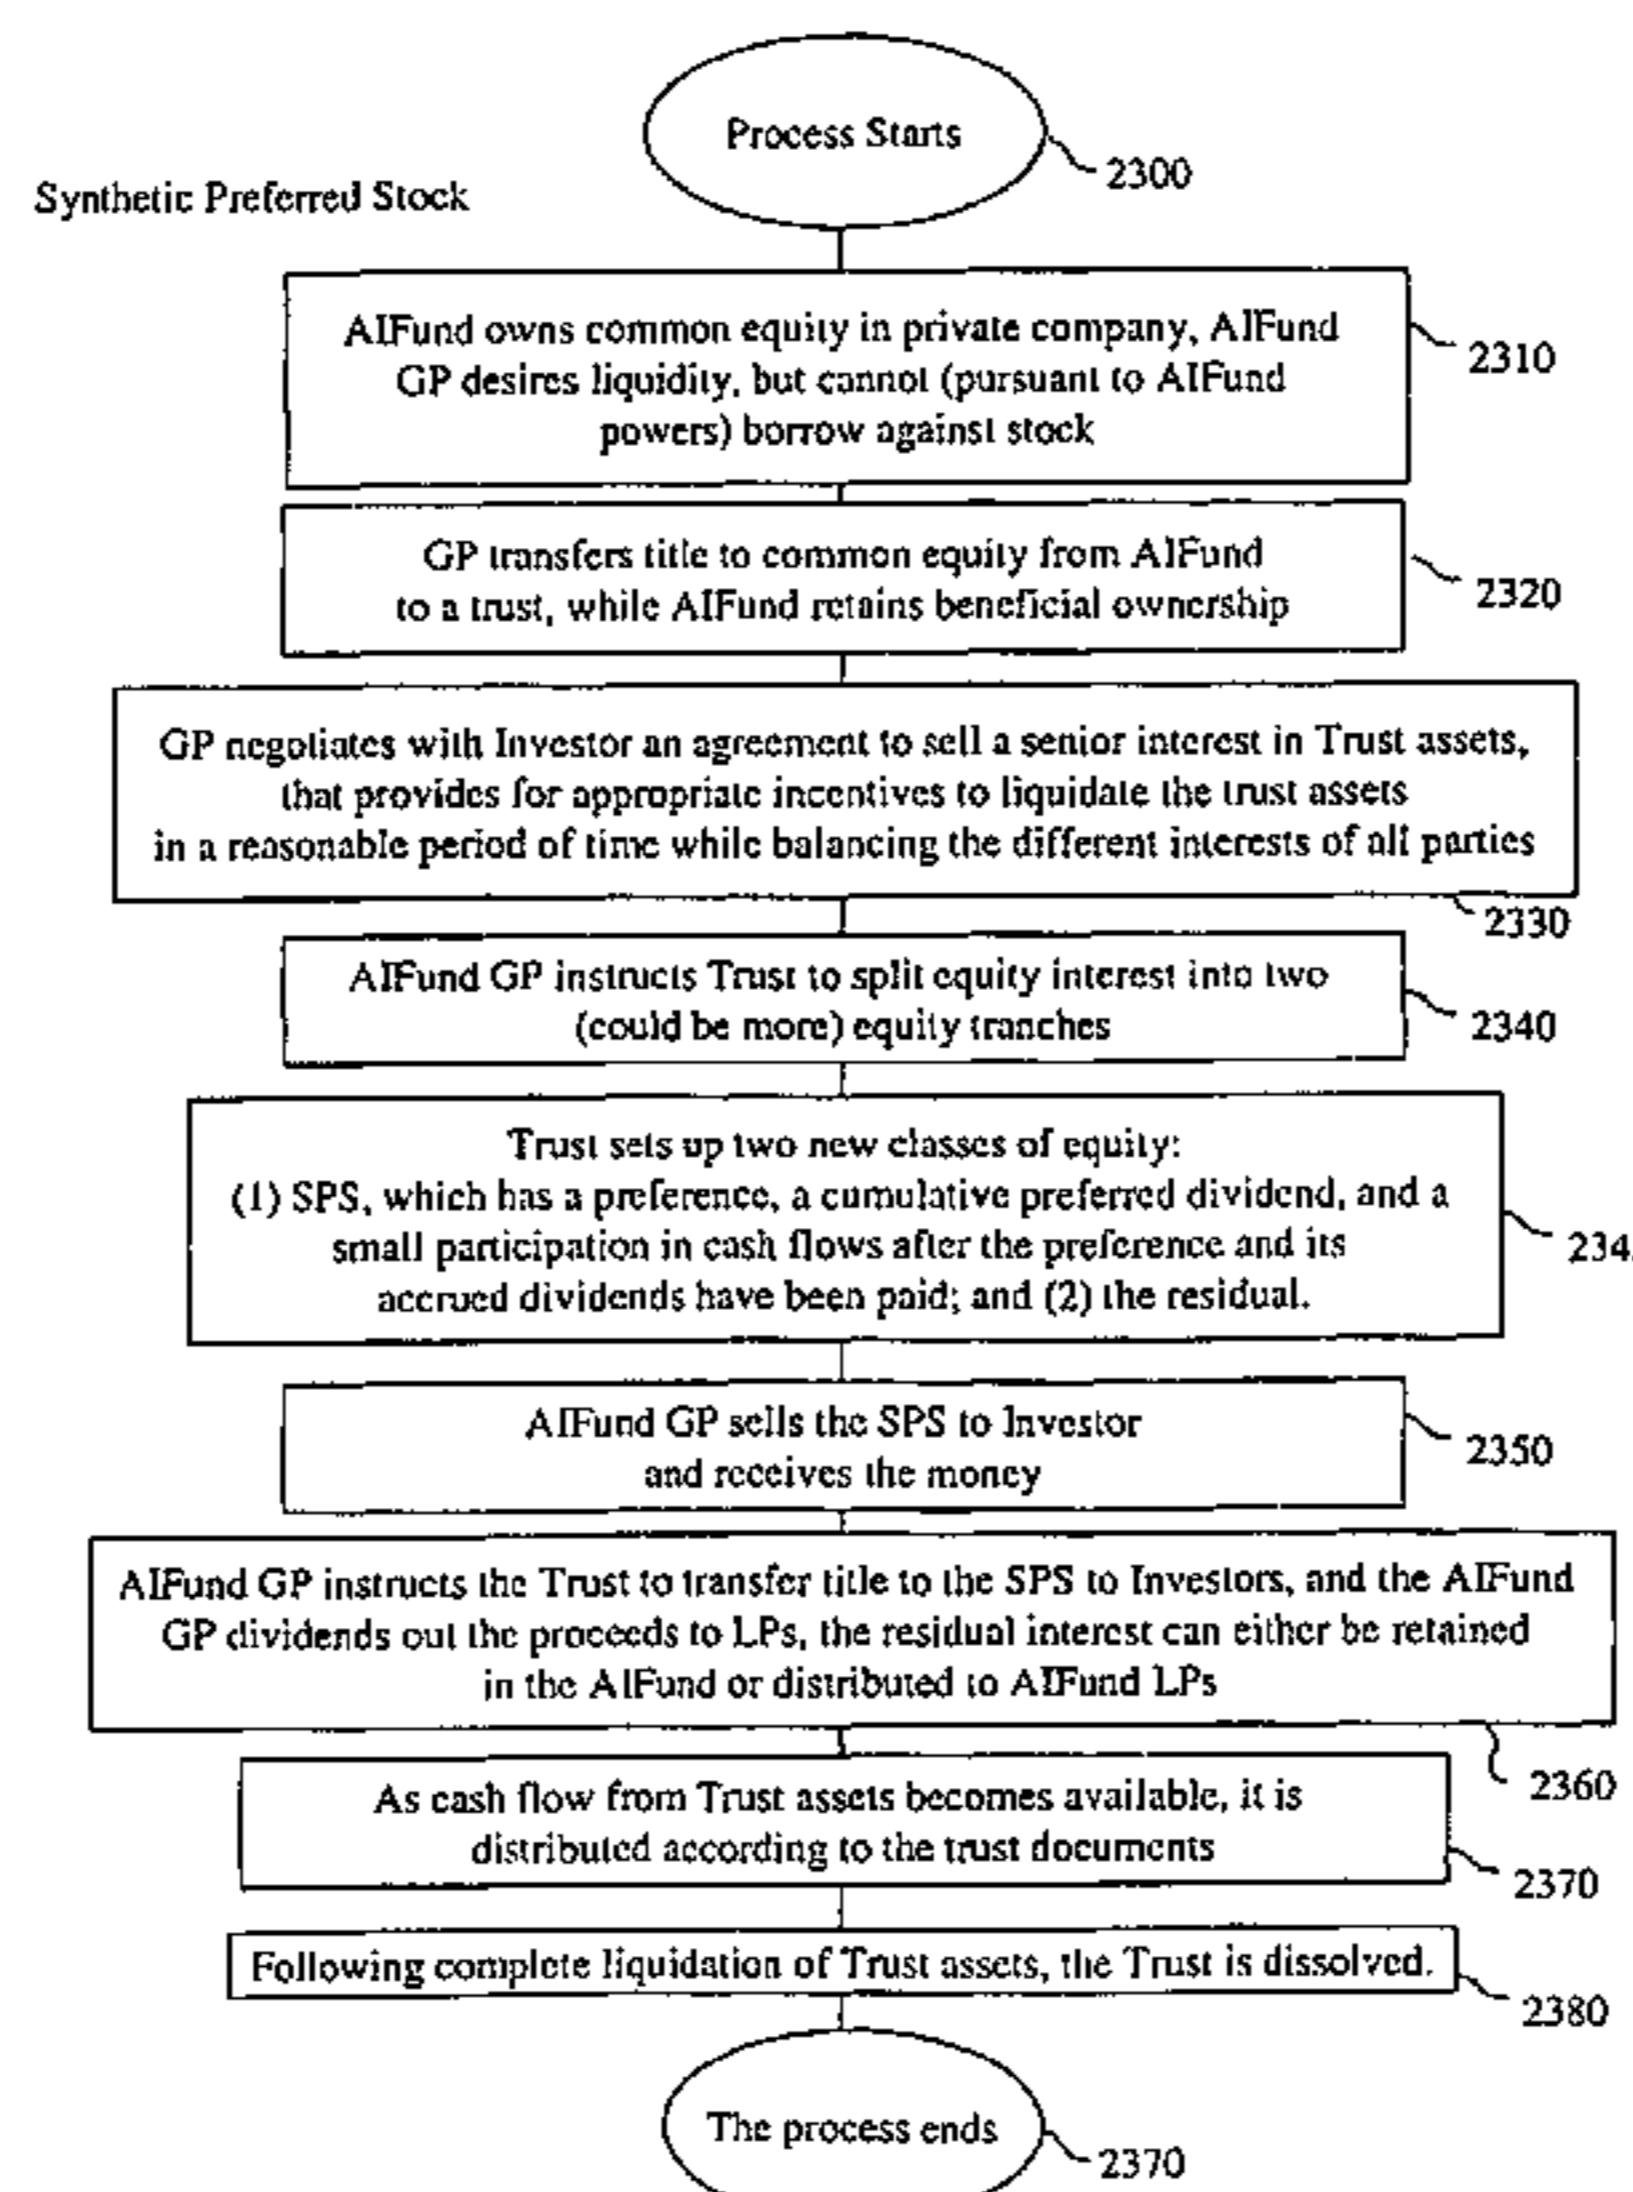 Process Starts
2300
Synthetic Preferred Stock
AIFund owns common equity in private company, AIFund
GP desires liquidity, but cannot (pursuant to AIFund
powers) borrow against stock
2310
GP transfers title to common equity from AIFund
to a trust, while AIFund retains beneficial ownership
2320
GP negotiates with Investor an agreement to sell a senior interest in Trust assets,
that provides for appropriate incentives to liquidate the trust assets
in a reasonable period of time while balancing the different interests of all parties
2330
AIFund GP instructs Trust to split equity interest into two
(could be more) equity tranches
2340
Trust sets up two new classes of equity:
(1) SPS, which has a preference, a cumulative preferred dividend, and a
small participation in cash flows after the preference and its
accrued dividends have been paid; and (2) the residual.
AIFund GP sells the SPS to Investor
and receives the money
2350
AIFund GP instructs the Trust to transfer title to the SPS to Investors, and the AIFund
GP dividends out the proceeds to LPs, the residual interest can either be retained
in the AIFund or distributed to AIFund LPs
2360
As cash flow from Trust assets becomes available, it is
distributed according to the trust documents
2370
Following complete liquidation of Trust assets, the Trust is dissolved.
2380
The process ends
2370